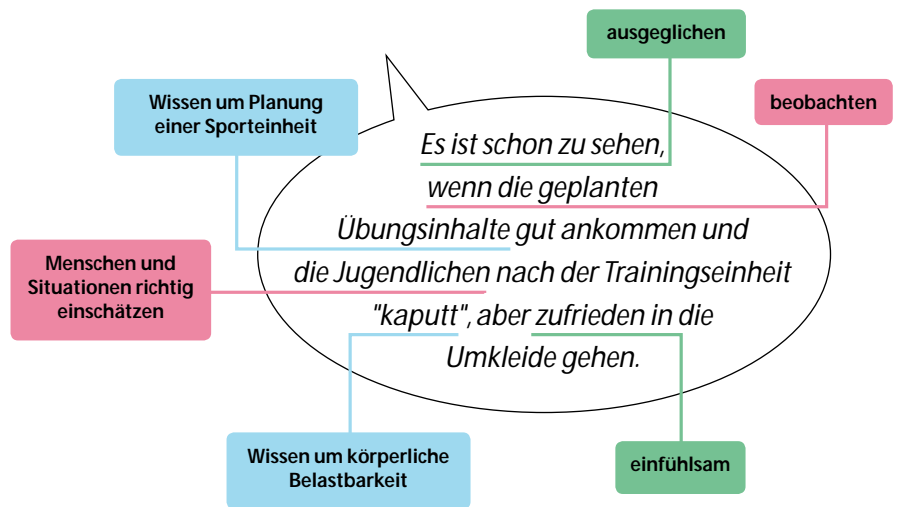 ausgeglichen
beobachten
Wissen um Planung
einer Sporteinheit
Es ist schon zu sehen,
wenn die geplanten
Übungsinhalte gut ankommen und
die Jugendlichen nach der Trainingseinheit
"kaputt", aber zufrieden in die
Umkleide gehen.
Menschen und
Situationen richtig
einschätzen
Wissen um körperliche
Belastbarkeit
einfühlsam